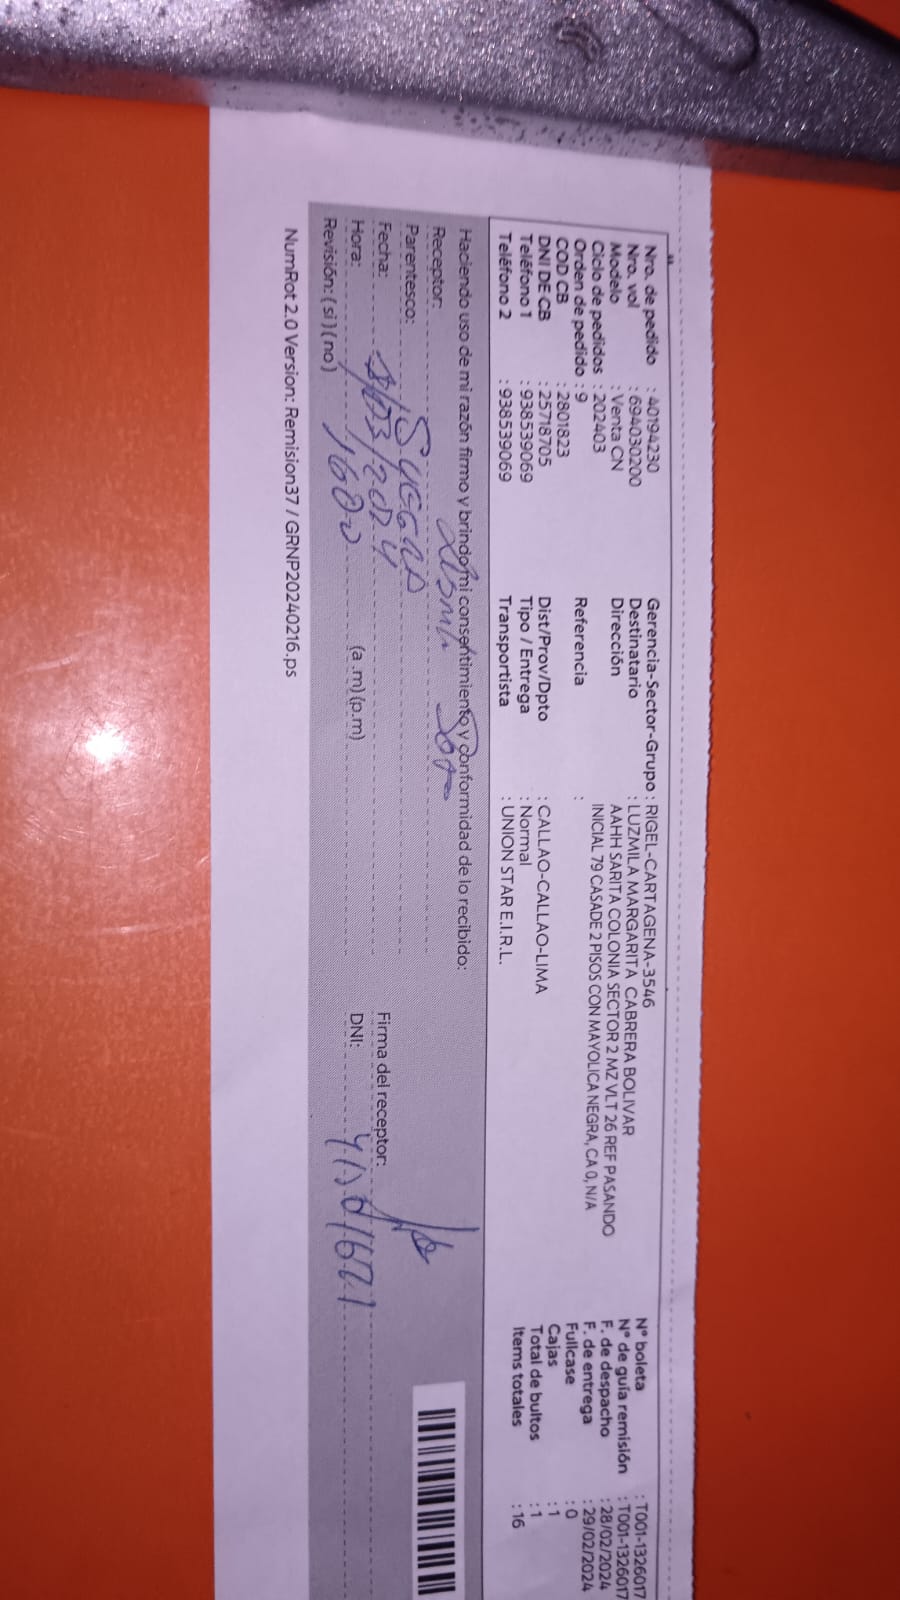 Nro. de pedido : 40194230
Nro. vol : 694030200
Modelo : Venta CN
Ciclo de pedidos : 202403
Orden de pedido : 9
COD CB : 2801823
DNI DE CB : 25718705
Teléfono 1 : 938539069
Teléfono 2 : 938539069
Gerencia-Sector-Grupo : RIGEL-CARTAGENA-3546
Destinatario : LUZMILA MARGARITA CABRERA BOLIVAR
Dirección AAHH SARITA COLONIA SECTOR 2 MZ VLT 26 REF PASANDO
INICIAL 79 CASADE 2 PISOS CON MAYOLICA NEGRA, CA 0, N/A
Referencia :
Dist/Prov/Dpto : CALLAO-CALLAO-LIMA
Tipo / Entrega : Normal
Transportista : UNION STAR E.I.R.L.
N° boleta : T001-1326017
N° de guía remisión : T001-1326017
F. de despacho : 28/02/2024
F. de entrega : 29/02/2024
Fullcase : 0
Cajas : 1
Total de bultos : 1
Items totales : 16
Haciendo uso de mi razón firmo y brindo mi consentimiento y conformidad de lo recibido:
Receptor:
Parentesco:
Fecha: /03/2024
Hora: 1600 (a .m) (p.m)
Revisión: ( si ) ( no )
Firma del receptor:
DNI:
NumRot 2.0 Version: Remision37 / GRNP20240216.ps